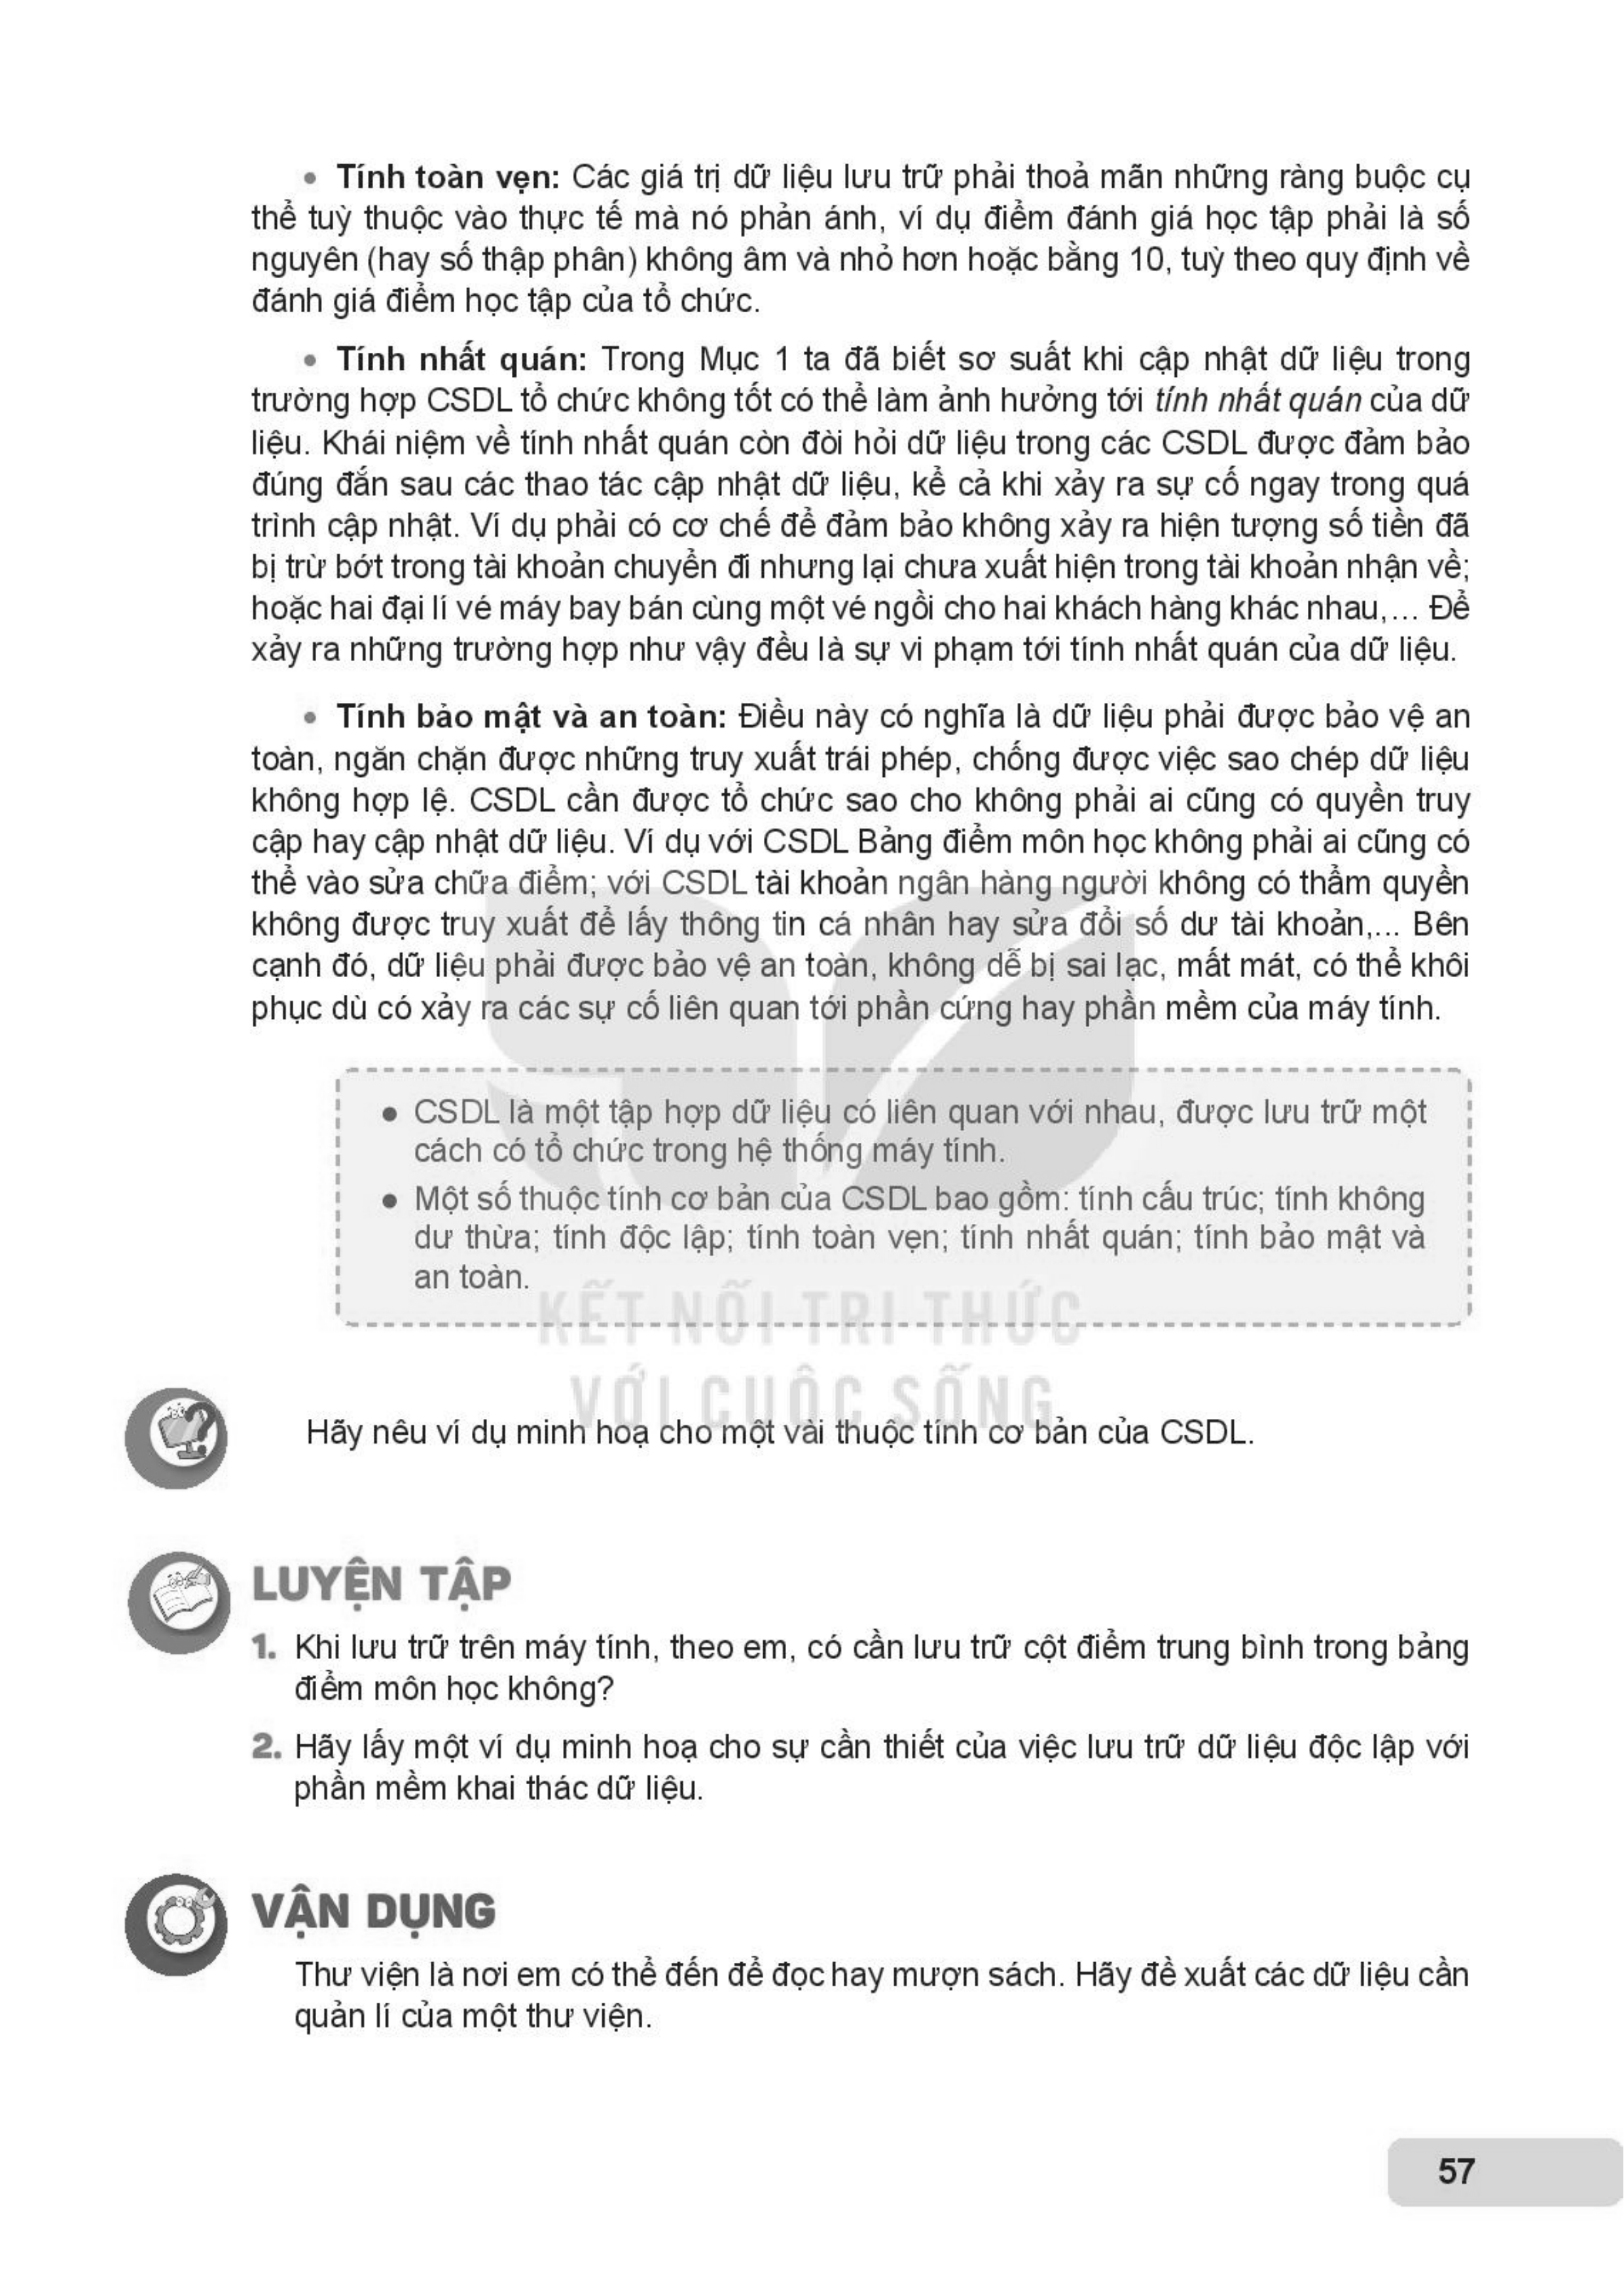 • Tính toàn vẹn: Các giá trị dữ liệu lưu trữ phải thoả mãn những ràng buộc cụ
thể tuỳ thuộc vào thực tế mà nó phản ánh, ví dụ điểm đánh giá học tập phải là số
nguyên (hay số thập phân) không âm và nhỏ hơn hoặc bằng 10, tuỳ theo quy định về
đánh giá điểm học tập của tổ chức.
• Tính nhất quán: Trong Mục 1 ta đã biết sơ suất khi cập nhật dữ liệu trong
trường hợp CSDL tổ chức không tốt có thể làm ảnh hưởng tới tính nhất quán của dữ
liệu. Khái niệm về tính nhất quán còn đòi hỏi dữ liệu trong các CSDL được đảm bảo
đúng đắn sau các thao tác cập nhật dữ liệu, kể cả khi xảy ra sự cố ngay trong quá
trình cập nhật. Ví dụ phải có cơ chế để đảm bảo không xảy ra hiện tượng số tiền đã
bị trừ bớt trong tài khoản chuyển đi nhưng lại chưa xuất hiện trong tài khoản nhận về;
hoặc hai đại lí vé máy bay bán cùng một vé ngồi cho hai khách hàng khác nhau,... Để
xảy ra những trường hợp như vậy đều là sự vi phạm tới tính nhất quán của dữ liệu.
• Tính bảo mật và an toàn: Điều này có nghĩa là dữ liệu phải được bảo vệ an
toàn, ngăn chặn được những truy xuất trái phép, chống được việc sao chép dữ liệu
không hợp lệ. CSDL cần được tổ chức sao cho không phải ai cũng có quyền truy
cập hay cập nhật dữ liệu. Ví dụ với CSDL Bảng điểm môn học không phải ai cũng có
thể vào sửa chữa điểm; với CSDL tài khoản ngân hàng người không có thẩm quyền
không được truy xuất để lấy thông tin cá nhân hay sửa đổi số dư tài khoản,... Bên
cạnh đó, dữ liệu phải được bảo vệ an toàn, không dễ bị sai lạc, mất mát, có thể khôi
phục dù có xảy ra các sự cố liên quan tới phần cứng hay phần mềm của máy tính.
• CSDL là một tập hợp dữ liệu có liên quan với nhau, được lưu trữ một
cách có tổ chức trong hệ thống máy tính.
• Một số thuộc tính cơ bản của CSDL bao gồm: tính cấu trúc; tính không
dư thừa; tính độc lập; tính toàn vẹn; tính nhất quán; tính bảo mật và
an toàn.
KẾT NỐI TRI THỨC
VỚI CUỘC SỐNG
Hãy nêu ví dụ minh hoạ cho một vài thuộc tính cơ bản của CSDL.
LUYỆN TẬP
1. Khi lưu trữ trên máy tính, theo em, có cần lưu trữ cột điểm trung bình trong bảng
điểm môn học không?
2. Hãy lấy một ví dụ minh hoạ cho sự cần thiết của việc lưu trữ dữ liệu độc lập với
phần mềm khai thác dữ liệu.
VẬN DỤNG
Thư viện là nơi em có thể đến để đọc hay mượn sách. Hãy đề xuất các dữ liệu cần
quản lí của một thư viện.
57